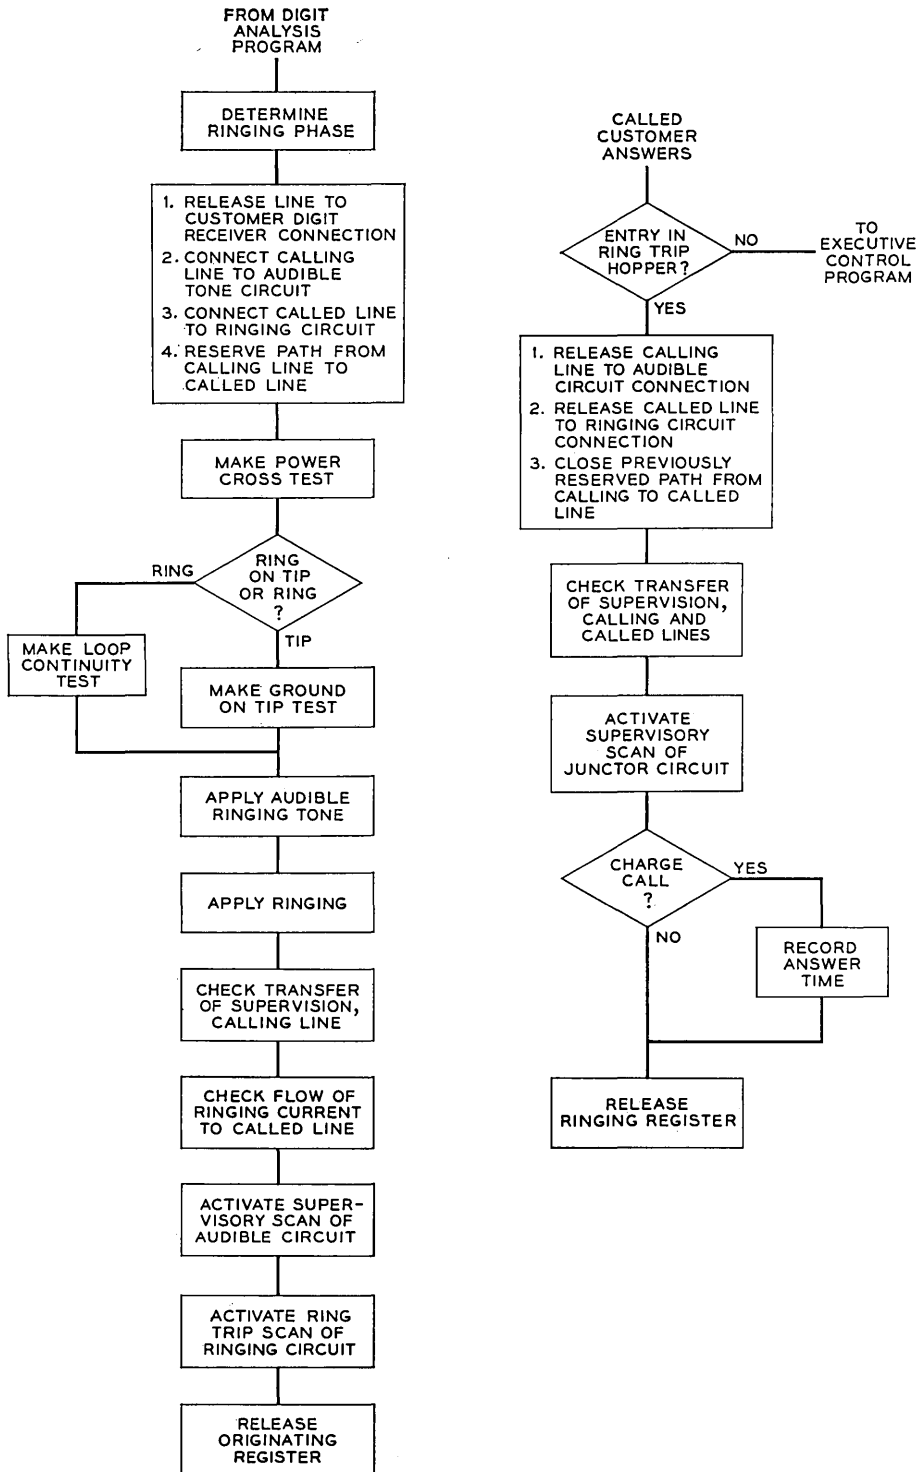 FROM DIGIT
ANALYSIS
PROGRAM
DETERMINE
RINGING PHASE
1. RELEASE LINE TO
CUSTOMER DIGIT
RECEIVER CONNECTION
2. CONNECT CALLING
LINE TO AUDIBLE
TONE CIRCUIT
3. CONNECT CALLED LINE
TO RINGING CIRCUIT
4. RESERVE PATH FROM
CALLING LINE TO
CALLED LINE
MAKE POWER
CROSS TEST
RING
ON TIP
OR RING
?
RING
TIP
MAKE LOOP
CONTINUITY
TEST
MAKE GROUND
ON TIP TEST
APPLY AUDIBLE
RINGING TONE
APPLY RINGING
CHECK TRANSFER
OF SUPERVISION,
CALLING LINE
CHECK FLOW OF
RINGING CURRENT
TO CALLED LINE
ACTIVATE SUPER-
VISORY SCAN OF
AUDIBLE CIRCUIT
ACTIVATE RING
TRIP SCAN OF
RINGING CIRCUIT
RELEASE
ORIGINATING
REGISTER
CALLED
CUSTOMER
ANSWERS
ENTRY IN
RING TRIP
HOPPER?
NO
TO
EXECUTIVE
CONTROL
PROGRAM
YES
1. RELEASE CALLING
LINE TO AUDIBLE
CIRCUIT CONNECTION
2. RELEASE CALLED LINE
TO RINGING CIRCUIT
CONNECTION
3. CLOSE PREVIOUSLY
RESERVED PATH FROM
CALLING TO CALLED
LINE
CHECK TRANSFER
OF SUPERVISION,
CALLING AND
CALLED LINES
ACTIVATE
SUPERVISORY
SCAN OF
JUNCTOR CIRCUIT
CHARGE
CALL
?
YES
NO
RECORD
ANSWER
TIME
RELEASE
RINGING REGISTER